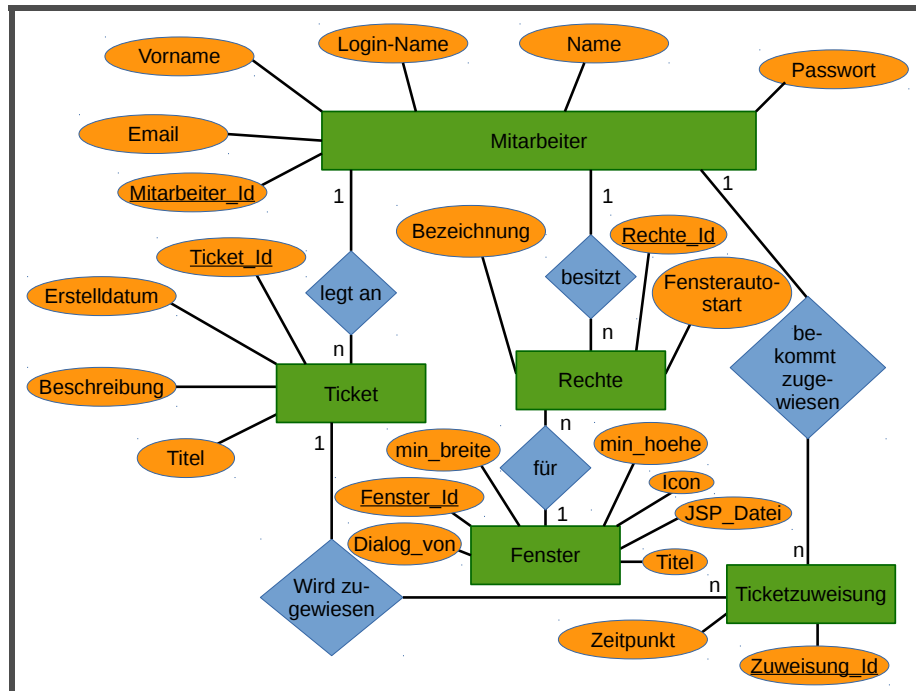 Login-Name
Name
Vorname
Passwort
Email
Mitarbeiter
Mitarbeiter_Id
1
1
1
Bezeichnung
Rechte_Id
Ticket_Id
besitzt
Fensterauto-
start
legt an
Erstelldatum
be-
kommt
zuge-
wiesen
n
n
Beschreibung
Ticket
Rechte
1
n
min_breite
min_hoehe
Titel
für
Icon
Fenster_Id
JSP_Datei
1
Dialog_von
Fenster
Titel
n
Wird zu-
gewiesen
n
Ticketzuweisung
Zeitpunkt
Zuweisung_Id